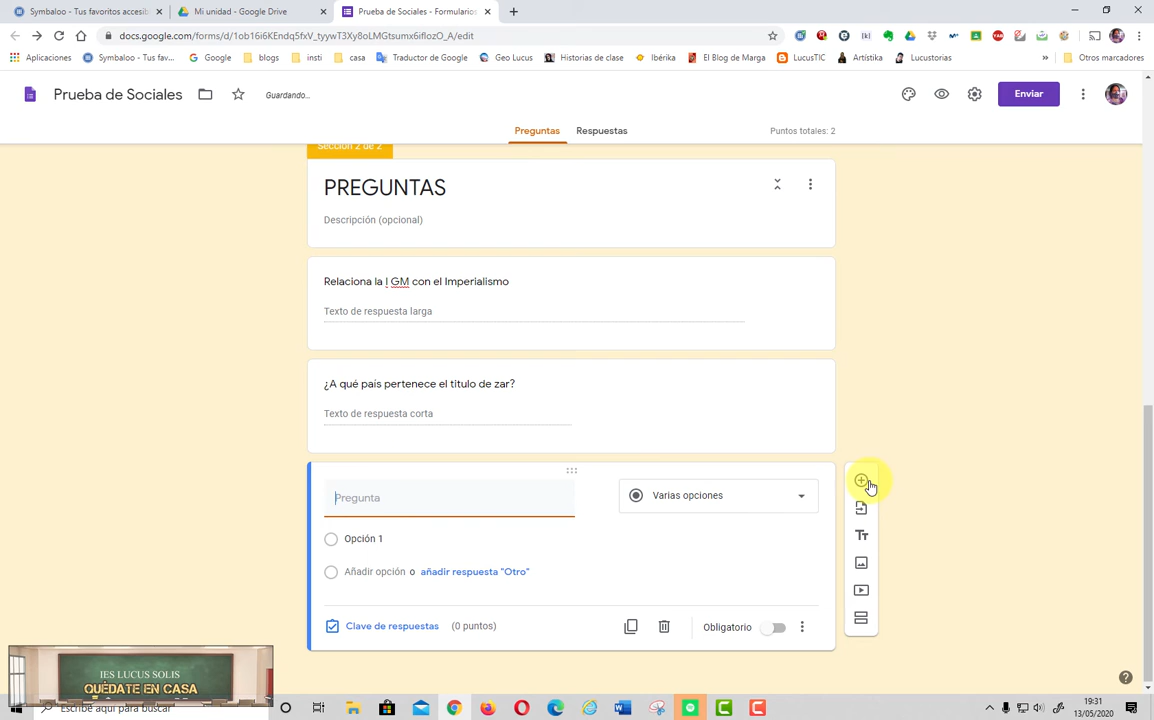 Symbaloo - Tus favoritos accesib
Mi unidad - Google Drive
Prueba de Sociales - Formularios
docs.google.com/forms/d/1ob16i6KEndq5fxV_tyywT3Xy8oLMGtsumx6iflozO_A/edit
Aplicaciones
Symbaloo - Tus fav...
Google
blogs
insti
casa
Traductor de Google
Geo Lucus
Historias de clase
Ibérika
El Blog de Marga
LucusTIC
Artístika
Lucustorias
»
Otros marcadores
Prueba de Sociales
Guardando...
Enviar
Preguntas
Respuestas
Puntos totales: 2
Sección 2 de 2
PREGUNTAS
Descripción (opcional)
Relaciona la I GM con el Imperialismo
Texto de respuesta larga
¿A qué país pertenece el titulo de zar?
Texto de respuesta corta
Pregunta
Varias opciones
Opción 1
Añadir opción o añadir respuesta "Otro"
Clave de respuestas (0 puntos)
Obligatorio
IES LUCUS SOLIS
QUÉDATE EN CASA
Escribe aquí para buscar
19:31
13/05/2020